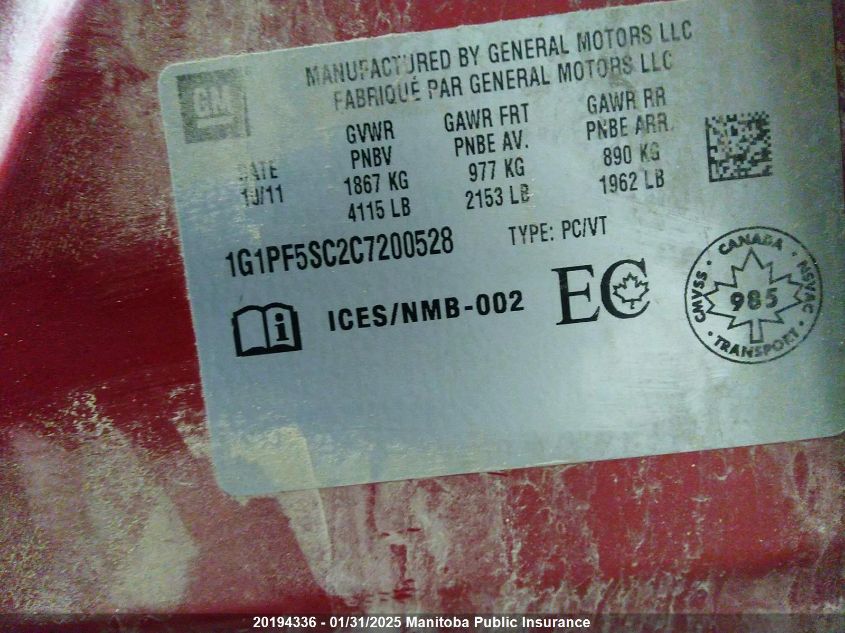 MANUFACTURED BY GENERAL MOTORS LLC
FABRIQUÉ PAR GENERAL MOTORS LLC
GM
DATE
10/11
GVWR
PNBV
1867 KG
4115 LB
GAWR FRT
PNBE AV.
977 KG
2153 LB
GAWR RR
PNBE ARR.
890 KG
1962 LB
1G1PF5SC2C7200528
TYPE: PC/VT
i ICES/NMB-002
EC
CANADA
CMVSS
985
NSVAC
TRANSPORT
20194336 - 01/31/2025 Manitoba Public Insurance